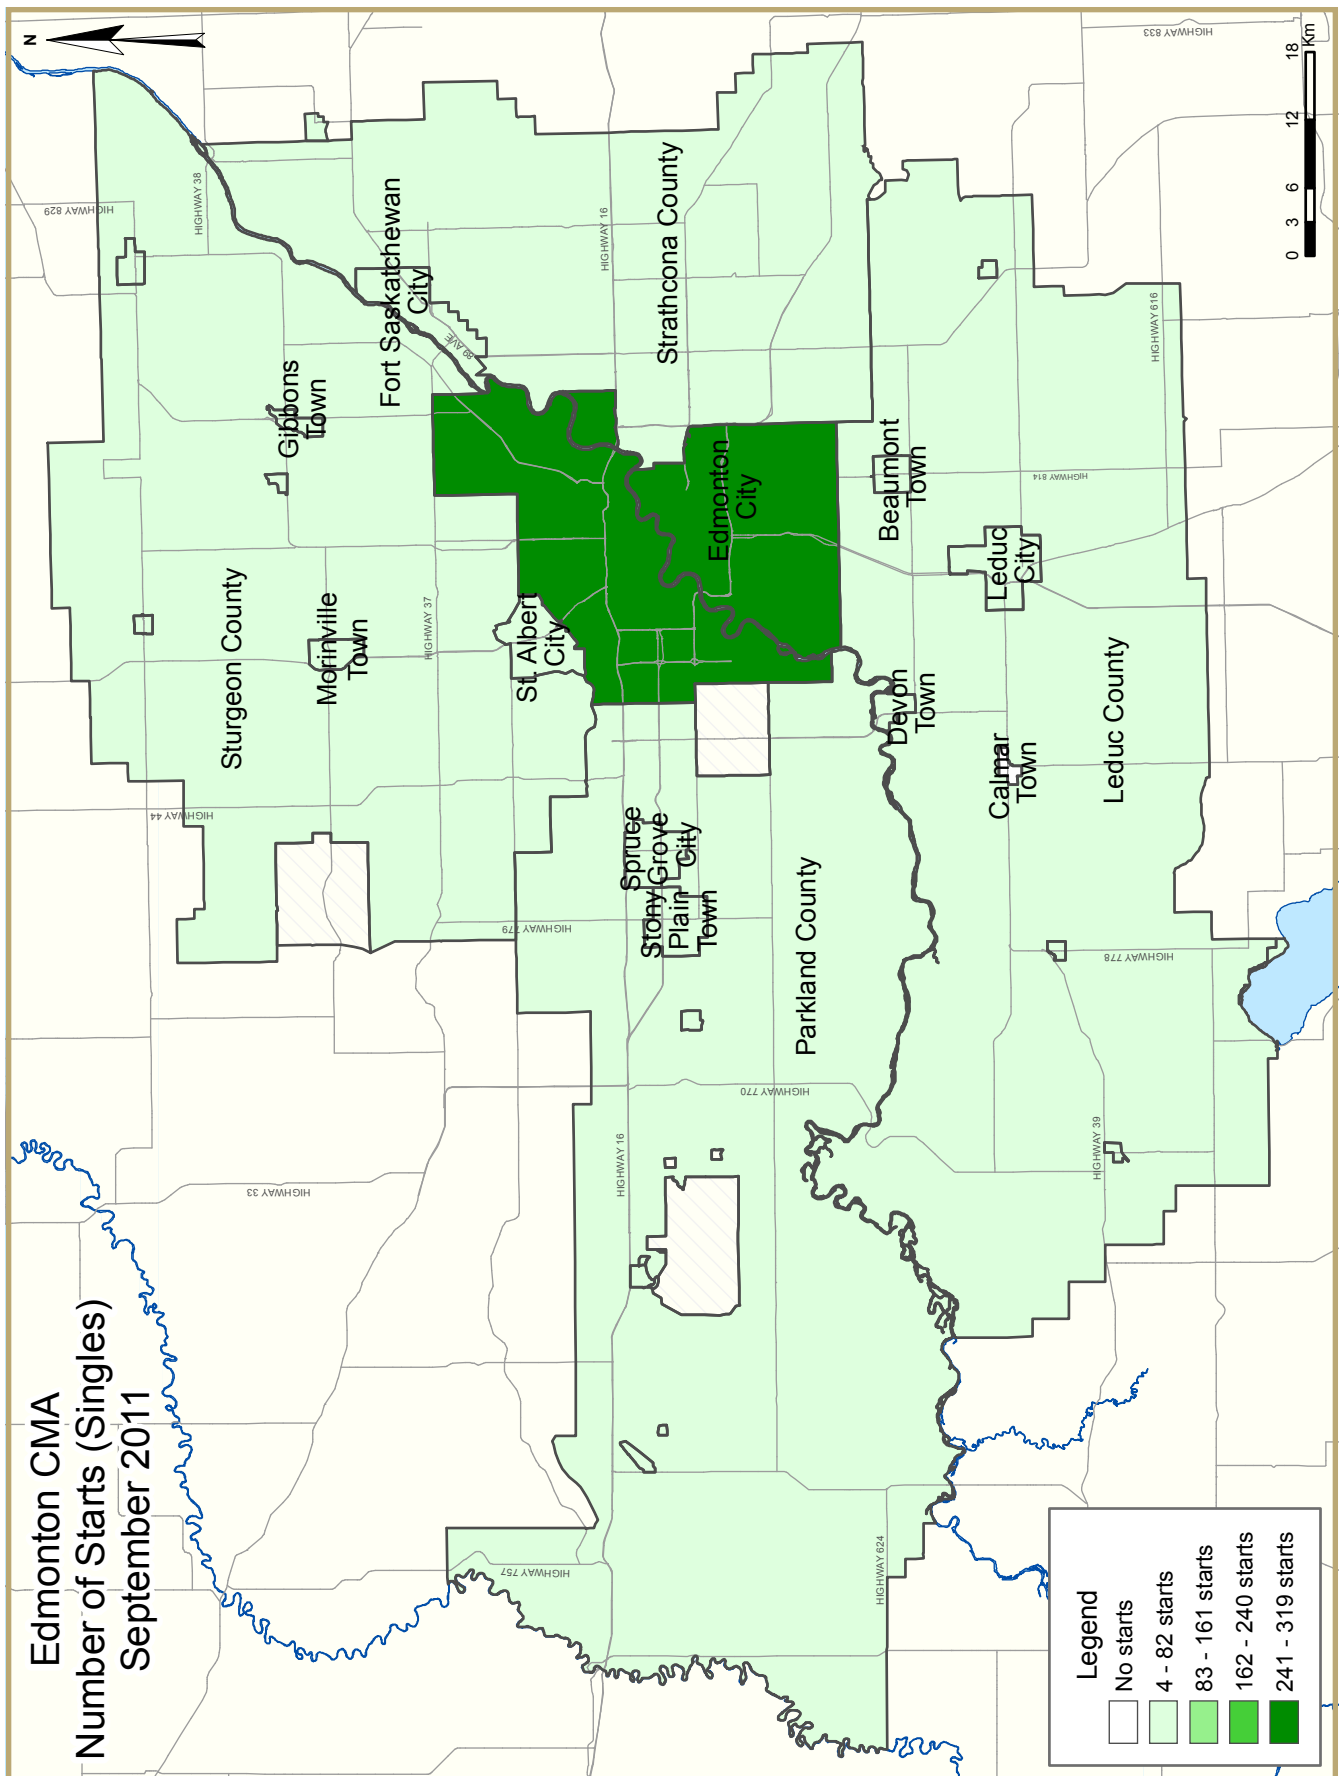 Edmonton CMA
Number of Starts (Singles)
September 2011
N
HIGHWAY 829
HIGHWAY 38
HIGHWAY 833
Gibbons
Town
Fort Saskatchewan
City
89 AVE
HIGHWAY 16
Strathcona County
HIGHWAY 44
Sturgeon County
Morinville
Town
HIGHWAY 37
St. Albert
City
Edmonton
City
Beaumont
Town
HIGHWAY 814
HIGHWAY 616
Leduc
City
HIGHWAY 779
Spruce
Grove
City
Stony
Plain
Town
Parkland County
Devon
Town
Calmar
Town
Leduc County
HIGHWAY 778
HIGHWAY 33
HIGHWAY 16
HIGHWAY 770
HIGHWAY 39
HIGHWAY 757
HIGHWAY 624
Legend
No starts
4 - 82 starts
83 - 161 starts
162 - 240 starts
241 - 319 starts
0 3 6 12 18
Km